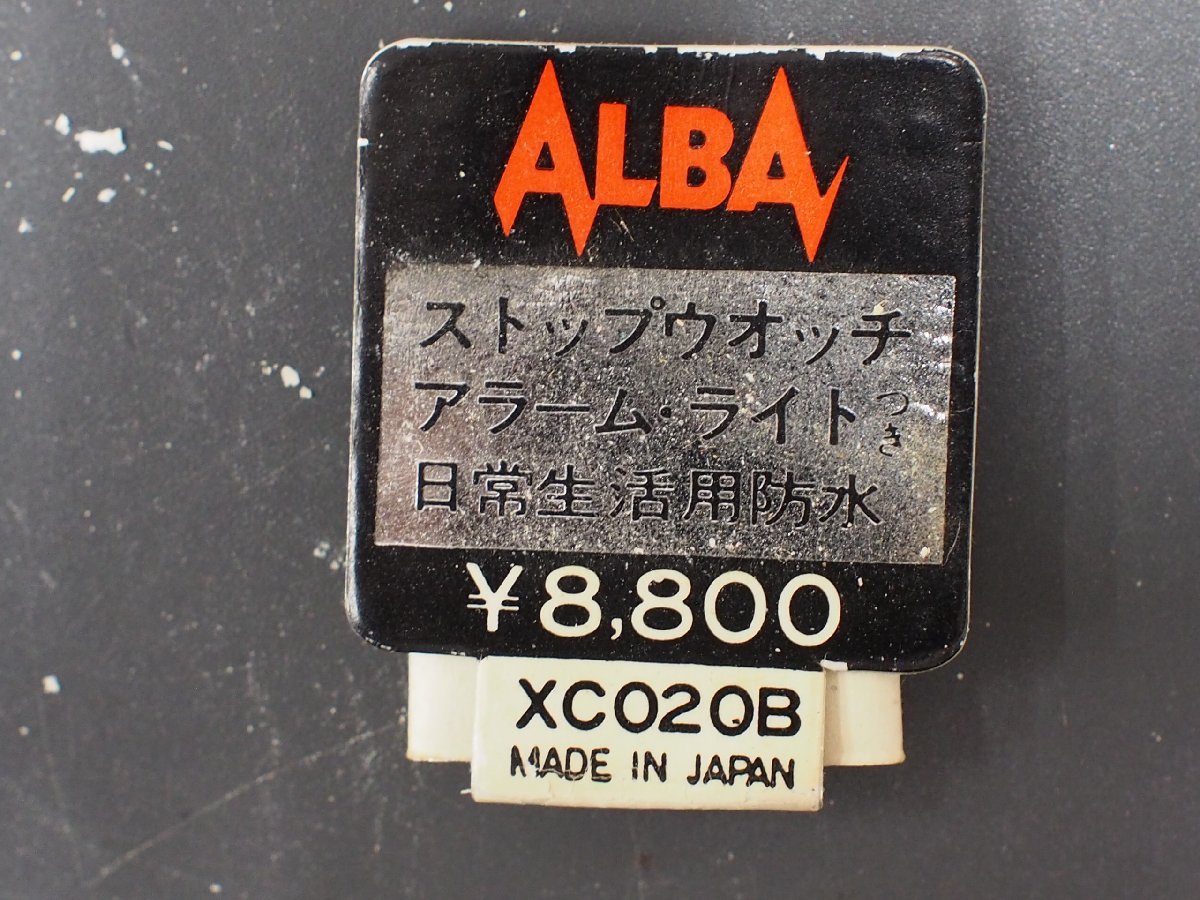 ALBA
ストップウオッチ
アラーム・ライトつき
日常生活用防水
¥8,800
XC020B
MADE IN JAPAN